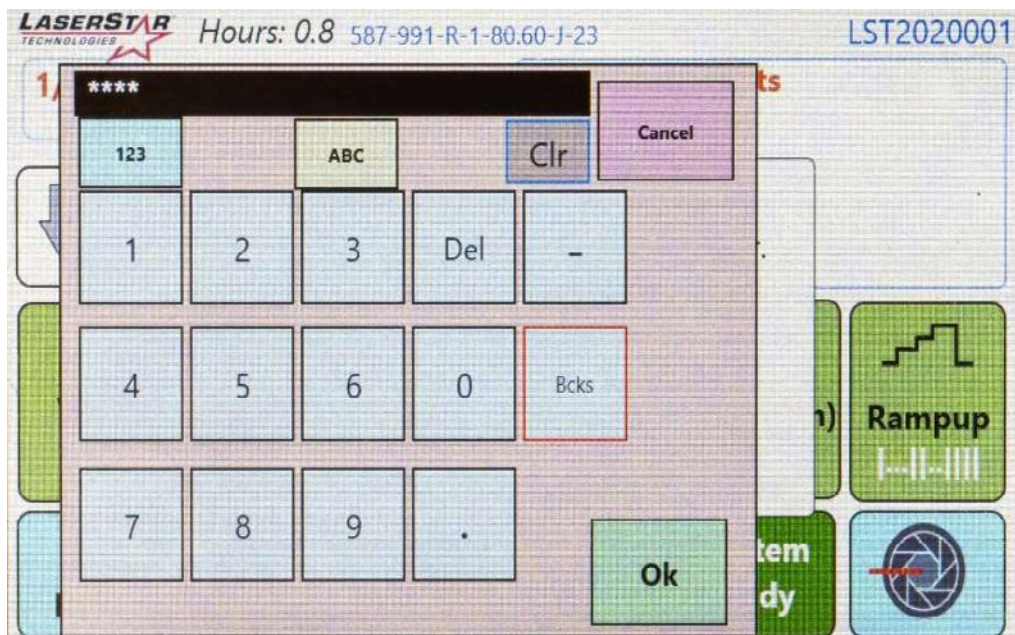 LASERSTAR
TECHNOLOGIES
Hours: 0.8 587-991-R-1-80.60-J-23 LST2020001
1/
ts
****
Cancel
123 ABC Clr
1 2 3 Del -
4 5 6 0 Bcks
n) Rampup
7 8 9 .
Ok
tem
dy